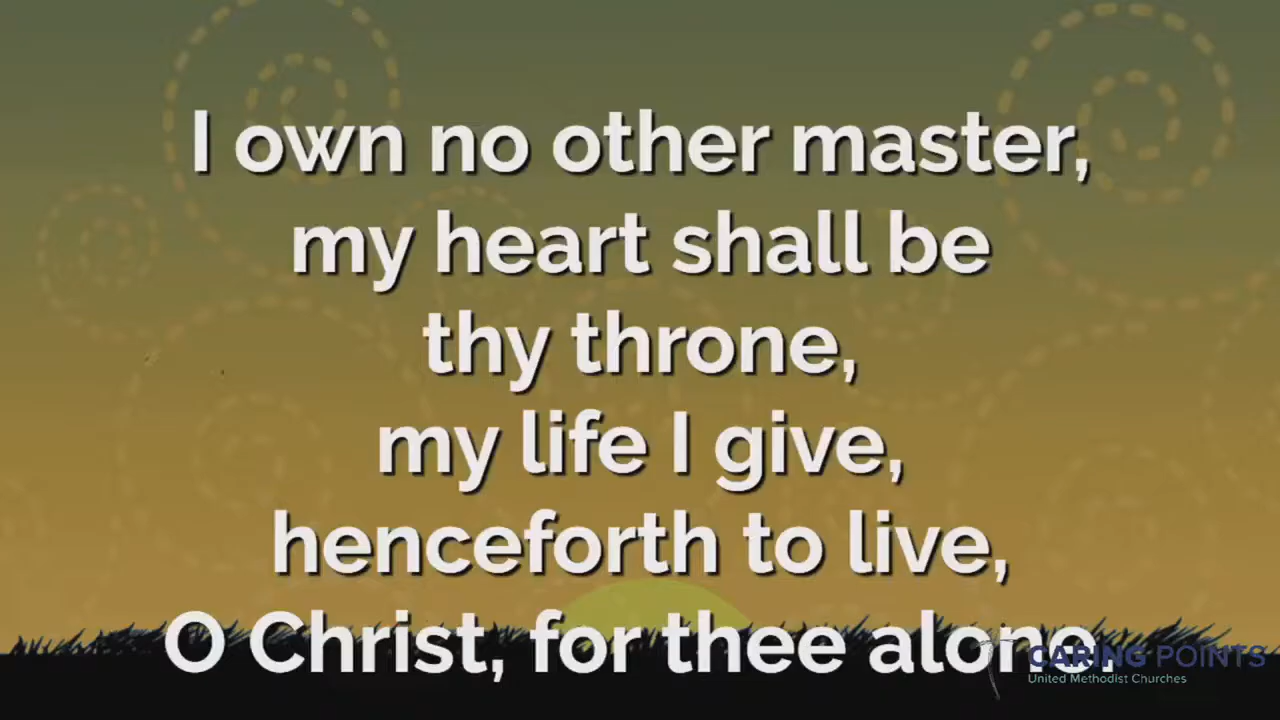 I own no other master,
my heart shall be
thy throne,
my life I give,
henceforth to live,
O Christ, for thee alone.
CARING POINTS
United Methodist Churches